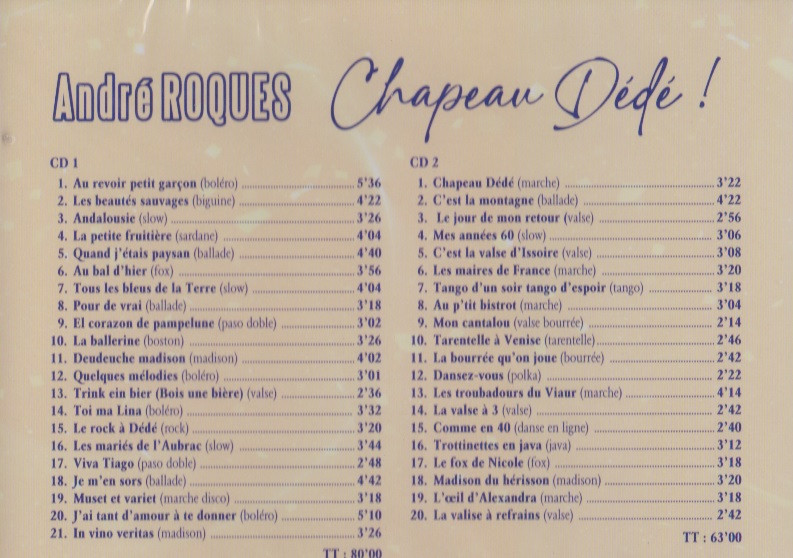 André ROQUES Chapeau Dédé !
CD 1
1. Au revoir petit garçon (boléro) 5'36
2. Les beautés sauvages (biguine) 4'22
3. Andalousie (slow) 3'26
4. La petite fruitière (sardane) 4'04
5. Quand j'étais paysan (ballade) 4'40
6. Au bal d'hier (fox) 3'56
7. Tous les bleus de la Terre (slow) 4'04
8. Pour de vrai (ballade) 3'18
9. El corazon de pampelune (paso doble) 3'02
10. La ballerine (boston) 3'26
11. Deudeuche madison (madison) 4'02
12. Quelques mélodies (boléro) 3'01
13. Trink ein bier (Bois une bière) (valse) 2'36
14. Toi ma Lina (boléro) 3'32
15. Le rock à Dédé (rock) 3'20
16. Les mariés de l'Aubrac (slow) 3'44
17. Viva Tiago (paso doble) 2'48
18. Je m'en sors (ballade) 4'42
19. Muset et variet (marche disco) 3'18
20. J'ai tant d'amour à te donner (boléro) 5'10
21. In vino veritas (madison) 3'26
TT : 80'00
CD 2
1. Chapeau Dédé (marche) 3'22
2. C'est la montagne (ballade) 4'22
3. Le jour de mon retour (valse) 2'56
4. Mes années 60 (slow) 3'06
5. C'est la valse d'Issoire (valse) 3'08
6. Les maires de France (marche) 3'20
7. Tango d'un soir tango d'espoir (tango) 3'18
8. Au p'tit bistrot (marche) 3'04
9. Mon cantalou (valse bourrée) 2'14
10. Tarentelle à Venise (tarentelle) 2'46
11. La bourrée qu'on joue (bourrée) 2'42
12. Dansez-vous (polka) 2'22
13. Les troubadours du Viaur (marche) 4'14
14. La valse à 3 (valse) 2'42
15. Comme en 40 (danse en ligne) 2'40
16. Trottinettes en java (java) 3'12
17. Le fox de Nicole (fox) 3'18
18. Madison du hérisson (madison) 3'20
19. L'œil d'Alexandra (marche) 3'18
20. La valise à refrains (valse) 2'42
TT : 63'00